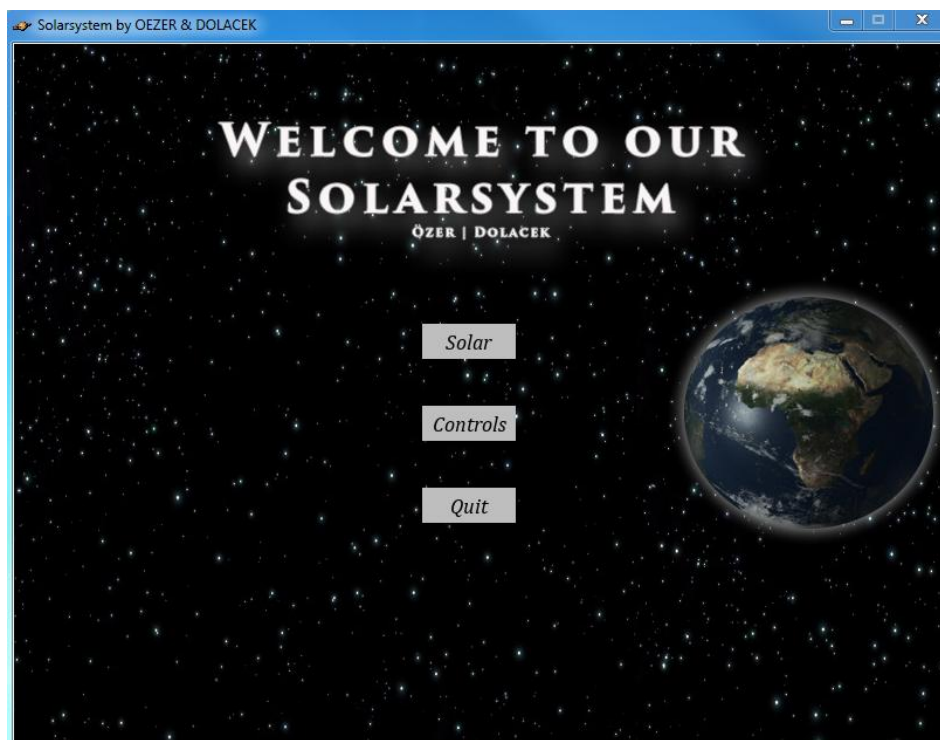 Solarsystem by OEZER & DOLACEK
WELCOME TO OUR
SOLARSYSTEM
ÖZER | DOLACEK
Solar
Controls
Quit